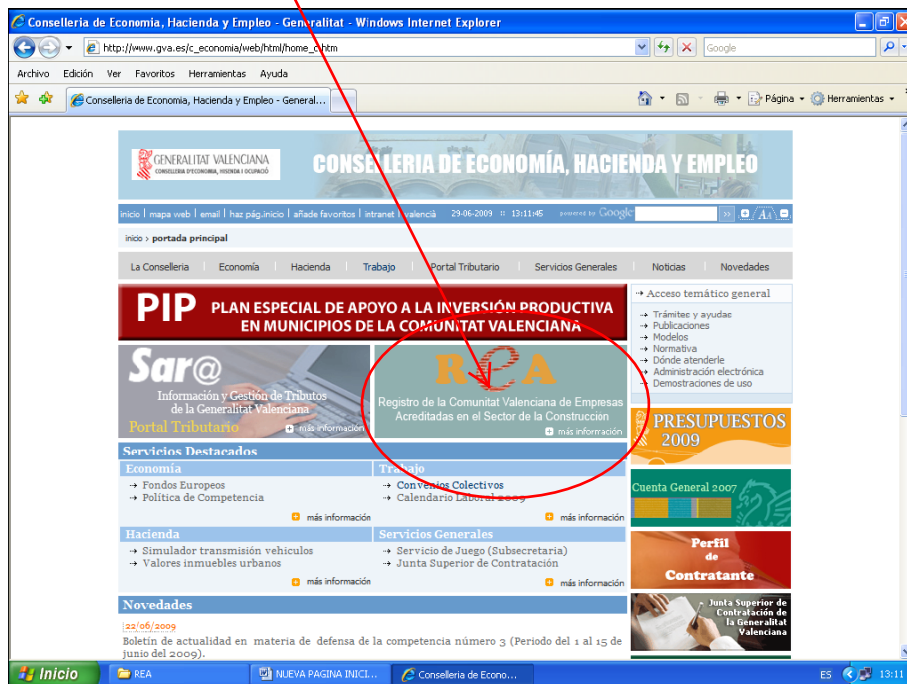 Conselleria de Economia, Hacienda y Empleo - Generalitat - Windows Internet Explorer
http://www.gva.es/c_economia/web/html/home_c.htm
Google
Archivo Edición Ver Favoritos Herramientas Ayuda
Conselleria de Economia, Hacienda y Empleo - General...
Página Herramientas
GENERALITAT VALENCIANA
CONSELLERIA D'ECONOMIA, HISENDA I OCUPACIÓ
CONSELLERIA DE ECONOMÍA, HACIENDA Y EMPLEO
inicio | mapa web | email | haz pág.inicio | añade favoritos | intranet | valencià 29-06-2009 :: 13:11:45 powered by Google
inicio > portada principal
La Conselleria Economía Hacienda Trabajo Portal Tributario Servicios Generales Noticias Novedades
PIP PLAN ESPECIAL DE APOYO A LA INVERSIÓN PRODUCTIVA
EN MUNICIPIOS DE LA COMUNITAT VALENCIANA
Sar@
Información y Gestión de Tributos
de la Generalitat Valenciana
Portal Tributario
más información
ReA
Registro de la Comunitat Valenciana de Empresas
Acreditadas en el Sector de la Construcción
más información
Servicios Destacados
Economía
Fondos Europeos
Política de Competencia
más información
Trabajo
Convenios Colectivos
Calendario Laboral 2009
más información
Hacienda
Simulador transmisión vehiculos
Valores inmuebles urbanos
más información
Servicios Generales
Servicio de Juego (Subsecretaria)
Junta Superior de Contratación
más información
Novedades
22/06/2009
Boletín de actualidad en materia de defensa de la competencia número 3 (Periodo del 1 al 15 de
junio del 2009).
Acceso temático general
Trámites y ayudas
Publicaciones
Modelos
Normativa
Dónde atenderle
Administración electrónica
Demostraciones de uso
PRESUPUESTOS
2009
Cuenta General 2007
Perfil
de
Contratante
Junta Superior de
Contratación de
la Generalitat
Valenciana
Inicio REA NUEVA PAGINA INICI... Conselleria de Econo... ES 13:11